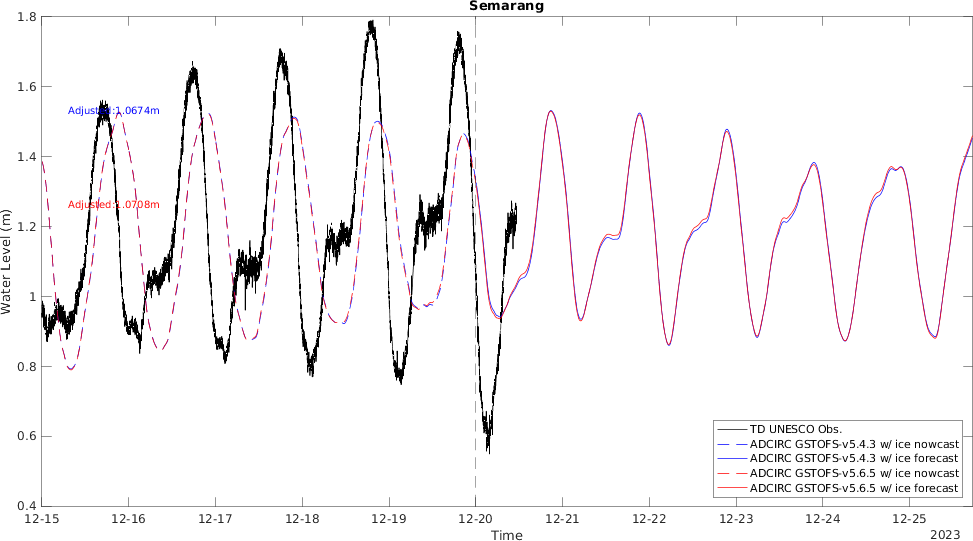 Semarang
1.8
1.6
1.4
1.2
1
0.8
0.6
0.4
Water Level (m)
Adjusted:1.0674m
Adjusted:1.0708m
TD UNESCO Obs.
ADCIRC GSTOFS-v5.4.3 w/ ice nowcast
ADCIRC GSTOFS-v5.4.3 w/ ice forecast
ADCIRC GSTOFS-v5.6.5 w/ ice nowcast
ADCIRC GSTOFS-v5.6.5 w/ ice forecast
12-15 12-16 12-17 12-18 12-19 12-20 12-21 12-22 12-23 12-24 12-25
Time
2023